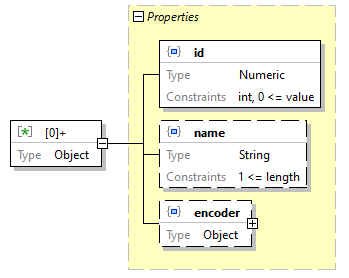 Properties
id
Type Numeric
Constraints int, 0 <= value
[0]+
Type Object
name
Type String
Constraints 1 <= length
encoder
Type Object